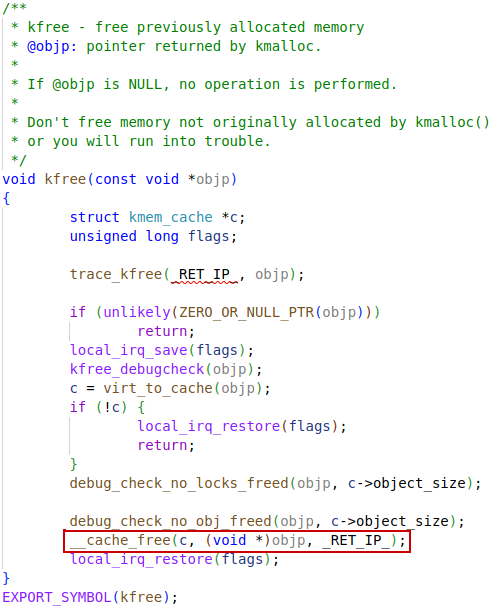 /**
 * kfree - free previously allocated memory
 * @objp: pointer returned by kmalloc.
 *
 * If @objp is NULL, no operation is performed.
 *
 * Don't free memory not originally allocated by kmalloc()
 * or you will run into trouble.
 */
void kfree(const void *objp)
{
        struct kmem_cache *c;
        unsigned long flags;

        trace_kfree(_RET_IP_, objp);

        if (unlikely(ZERO_OR_NULL_PTR(objp)))
                return;
        local_irq_save(flags);
        kfree_debugcheck(objp);
        c = virt_to_cache(objp);
        if (!c) {
                local_irq_restore(flags);
                return;
        }
        debug_check_no_locks_freed(objp, c->object_size);

        debug_check_no_obj_freed(objp, c->object_size);
        __cache_free(c, (void *)objp, _RET_IP_);
        local_irq_restore(flags);
}
EXPORT_SYMBOL(kfree);